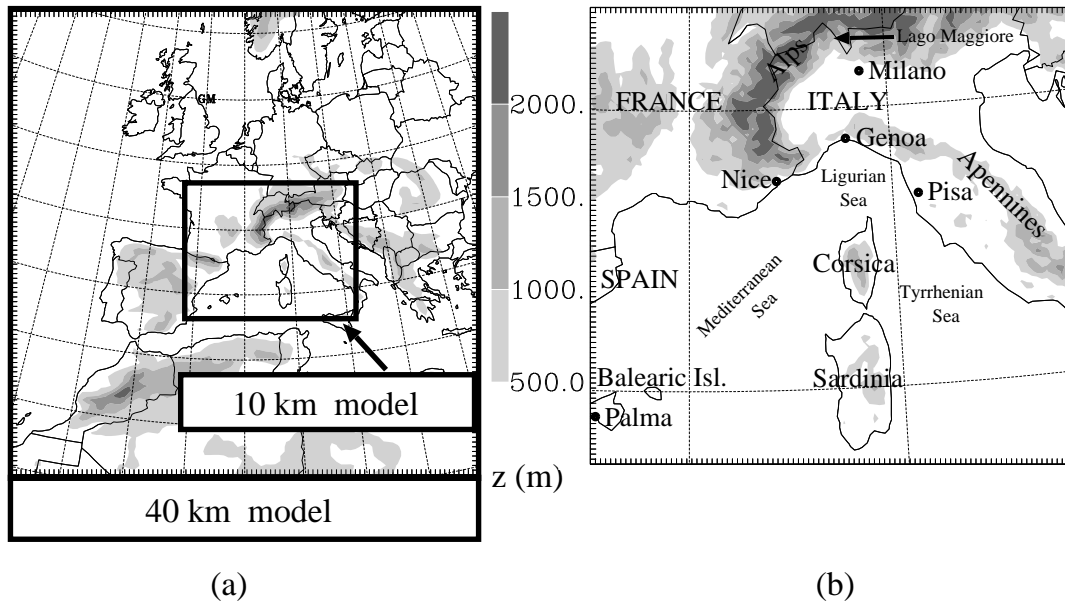 GM
2000.
1500.
1000.
500.0
z (m)
10 km model
40 km model
(a)
Alps
Lago Maggiore
Milano
FRANCE
ITALY
Genoa
Nice
Ligurian
Sea
Pisa
Apennines
SPAIN
Corsica
Mediterranean
Sea
Tyrrhenian
Sea
Balearic Isl.
Sardinia
Palma
(b)